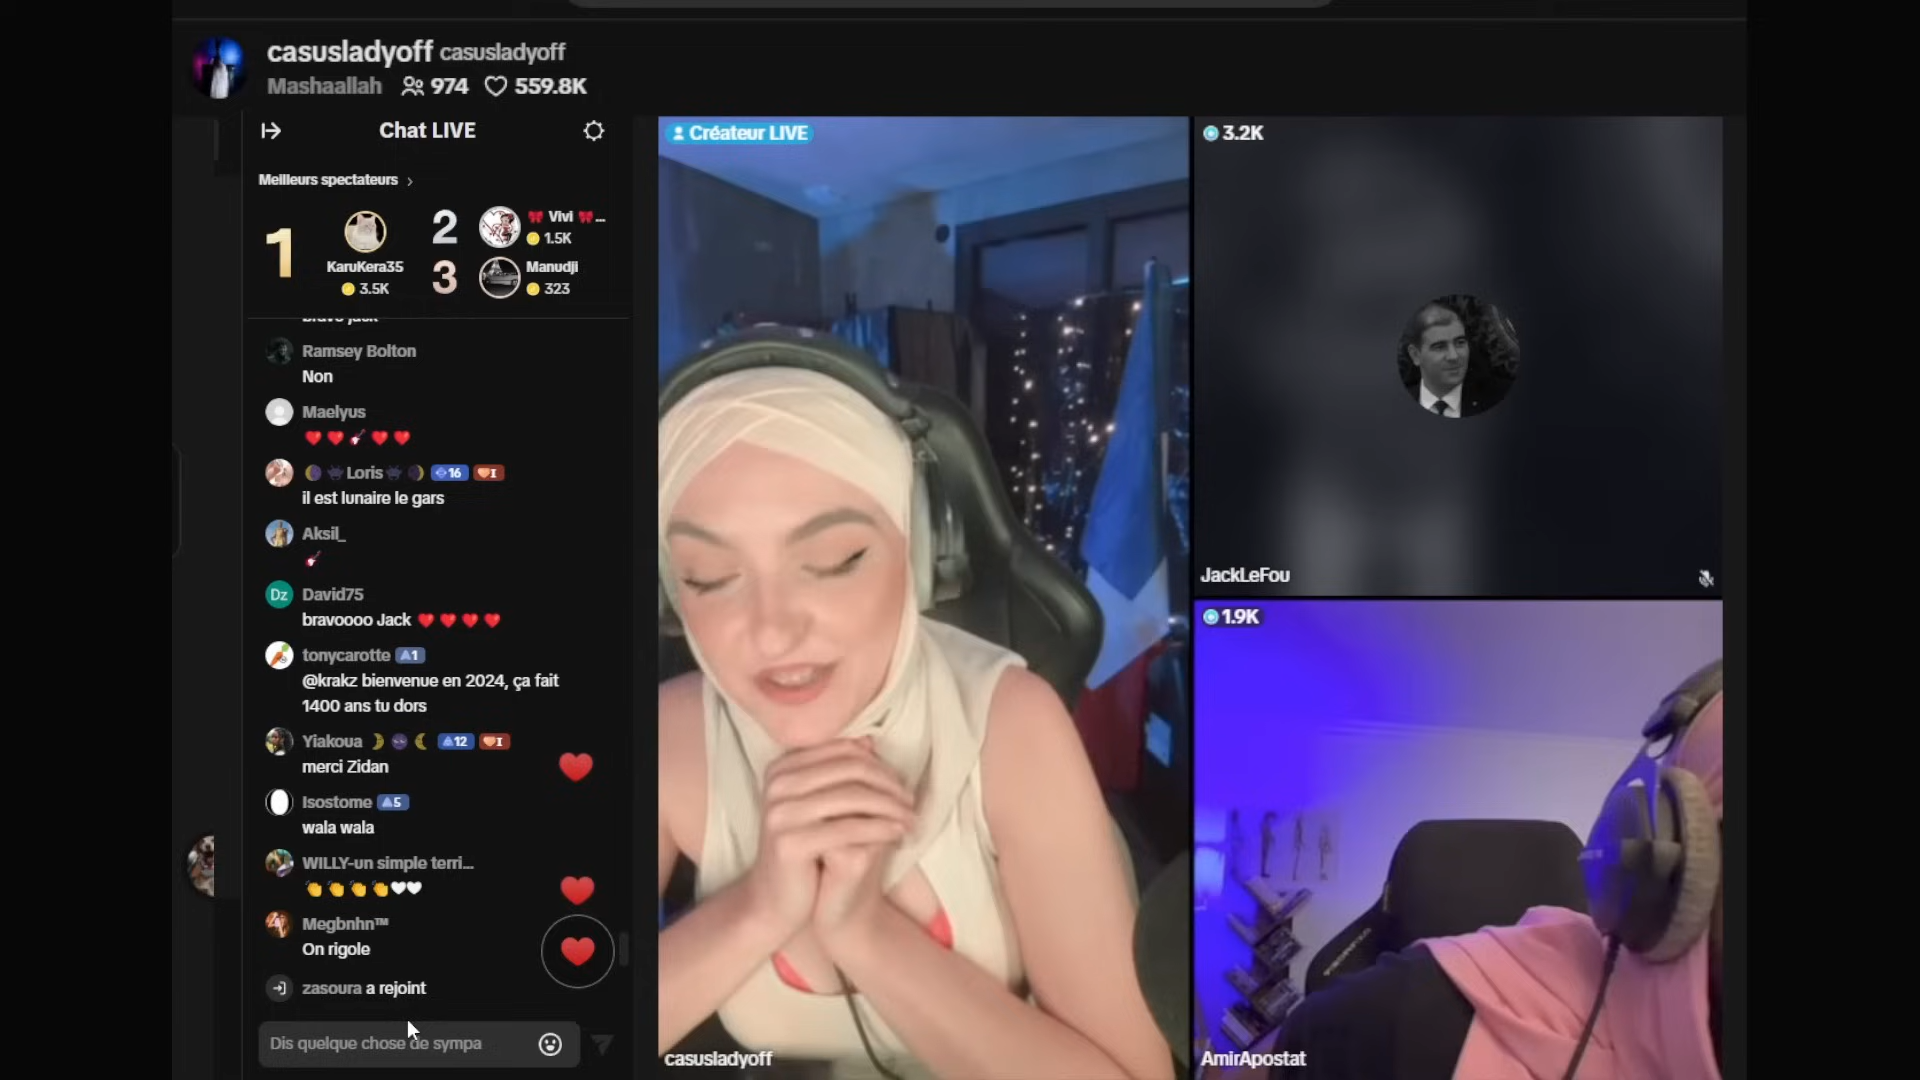 casusladyoff casusladyoff
Mashaallah 974 559.8K
Chat LIVE
Meilleurs spectateurs
1
KaruKera35
3.5K
2
Vivi ...
1.5K
3
Manudji
323
bravo jack
Ramsey Bolton
Non
Maelyus
Loris 16 I
il est lunaire le gars
Aksil_
Dz David75
bravoooo Jack
tonycarotte 1
@krakz bienvenue en 2024, ça fait
1400 ans tu dors
Yiakoua 12 I
merci Zidan
Isostome 5
wala wala
WILLY-un simple terri...
Megbnhn™
On rigole
zasoura a rejoint
Dis quelque chose de sympa
Créateur LIVE
casusladyoff
3.2K
JackLeFou
1.9K
AmirApostat